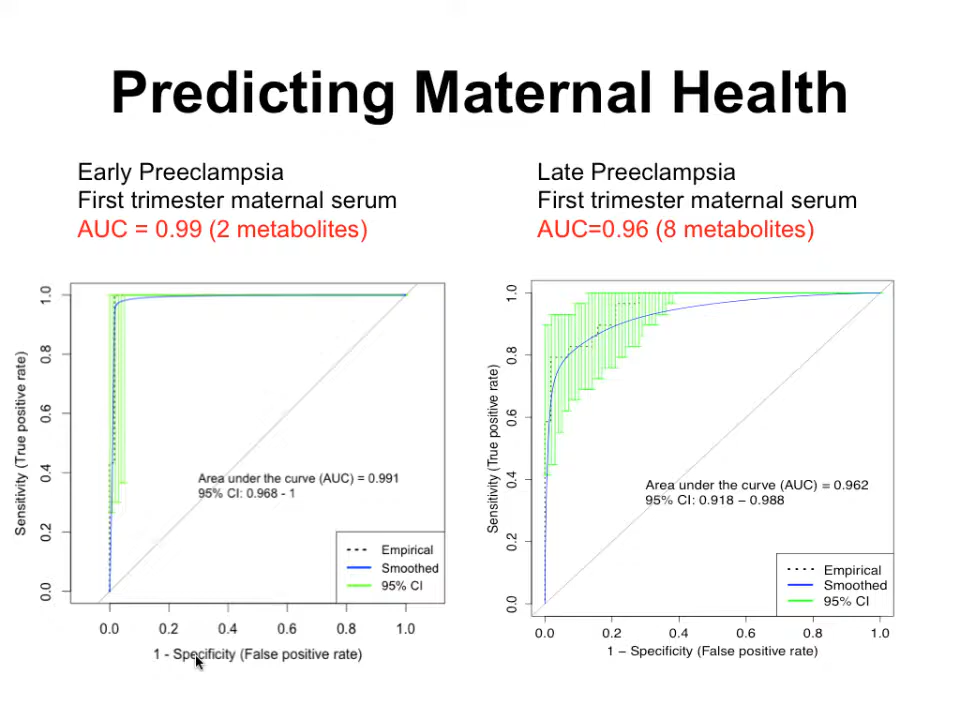 Predicting Maternal Health
Early Preeclampsia
First trimester maternal serum
AUC = 0.99 (2 metabolites)
Late Preeclampsia
First trimester maternal serum
AUC=0.96 (8 metabolites)
Sensitivity (True positive rate)
1.0
0.8
0.6
0.4
0.2
0.0
Area under the curve (AUC) = 0.991
95% CI: 0.968 - 1
Empirical
Smoothed
95% CI
0.0 0.2 0.4 0.6 0.8 1.0
1 - Specificity (False positive rate)
Sensitivity (True positive rate)
1.0
0.8
0.6
0.4
0.2
0.0
Area under the curve (AUC) = 0.962
95% CI: 0.918 – 0.988
Empirical
Smoothed
95% CI
0.0 0.2 0.4 0.6 0.8 1.0
1 – Specificity (False positive rate)